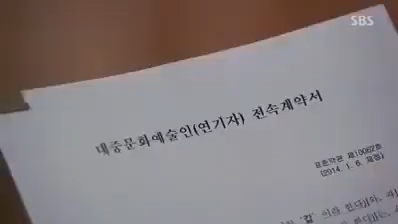 SBS
대중문화예술인(연기자) 전속계약서
표준약관 제10062호
(2014. 1. 6. 제정)